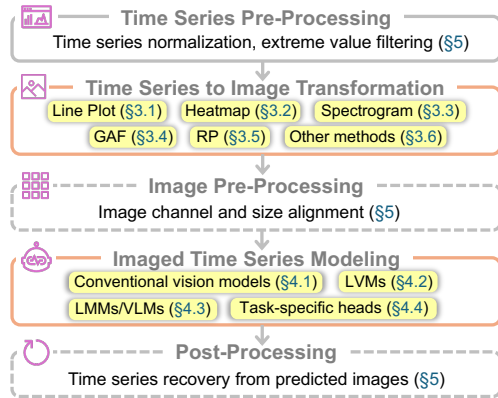 Time Series Pre-Processing
Time series normalization, extreme value filtering (§5)
Time Series to Image Transformation
Line Plot (§3.1) Heatmap (§3.2) Spectrogram (§3.3)
GAF (§3.4) RP (§3.5) Other methods (§3.6)
Image Pre-Processing
Image channel and size alignment (§5)
Imaged Time Series Modeling
Conventional vision models (§4.1) LVMs (§4.2)
LMMs/VLMs (§4.3) Task-specific heads (§4.4)
Post-Processing
Time series recovery from predicted images (§5)